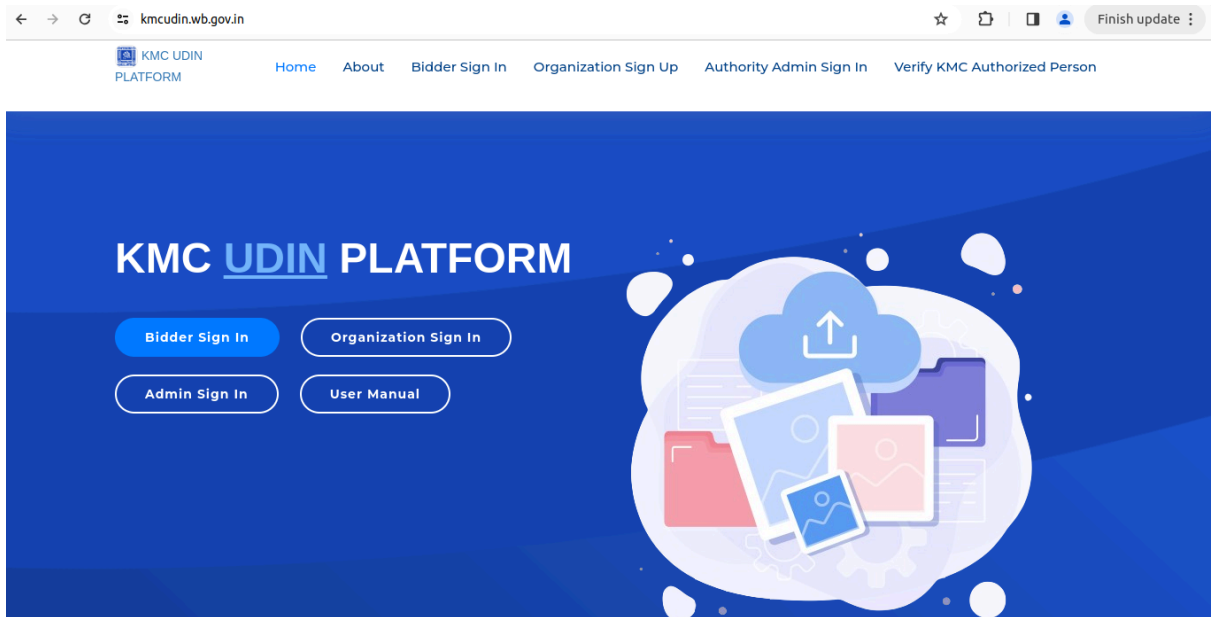 kmcudin.wb.gov.in
Finish update
KMC UDIN
PLATFORM
Home About Bidder Sign In Organization Sign Up Authority Admin Sign In Verify KMC Authorized Person
KMC UDIN PLATFORM
Bidder Sign In Organization Sign In
Admin Sign In User Manual